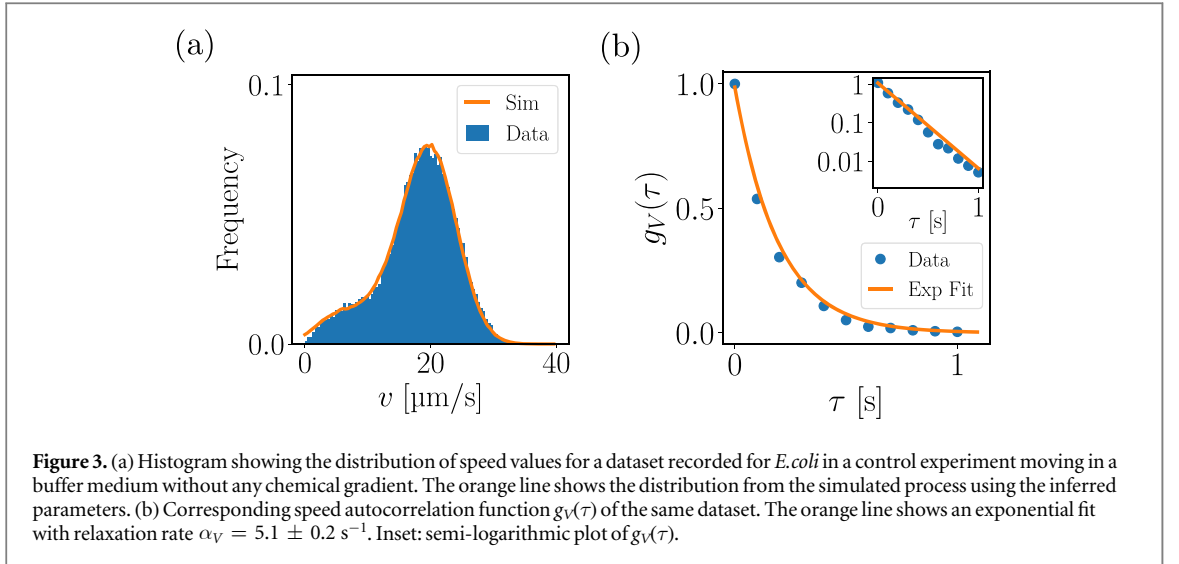 (a)
(b)
0.1
0.0
Frequency
Sim
Data
0
20
40
v [µm/s]
1.0
0.5
0.0
g_V(τ)
1
0.1
0.01
0
1
τ [s]
Data
Exp Fit
0
1
τ [s]
Figure 3. (a) Histogram showing the distribution of speed values for a dataset recorded for E.coli in a control experiment moving in a
buffer medium without any chemical gradient. The orange line shows the distribution from the simulated process using the inferred
parameters. (b) Corresponding speed autocorrelation function g_V(τ) of the same dataset. The orange line shows an exponential fit
with relaxation rate α_V = 5.1 ± 0.2 s⁻¹. Inset: semi-logarithmic plot of g_V(τ).